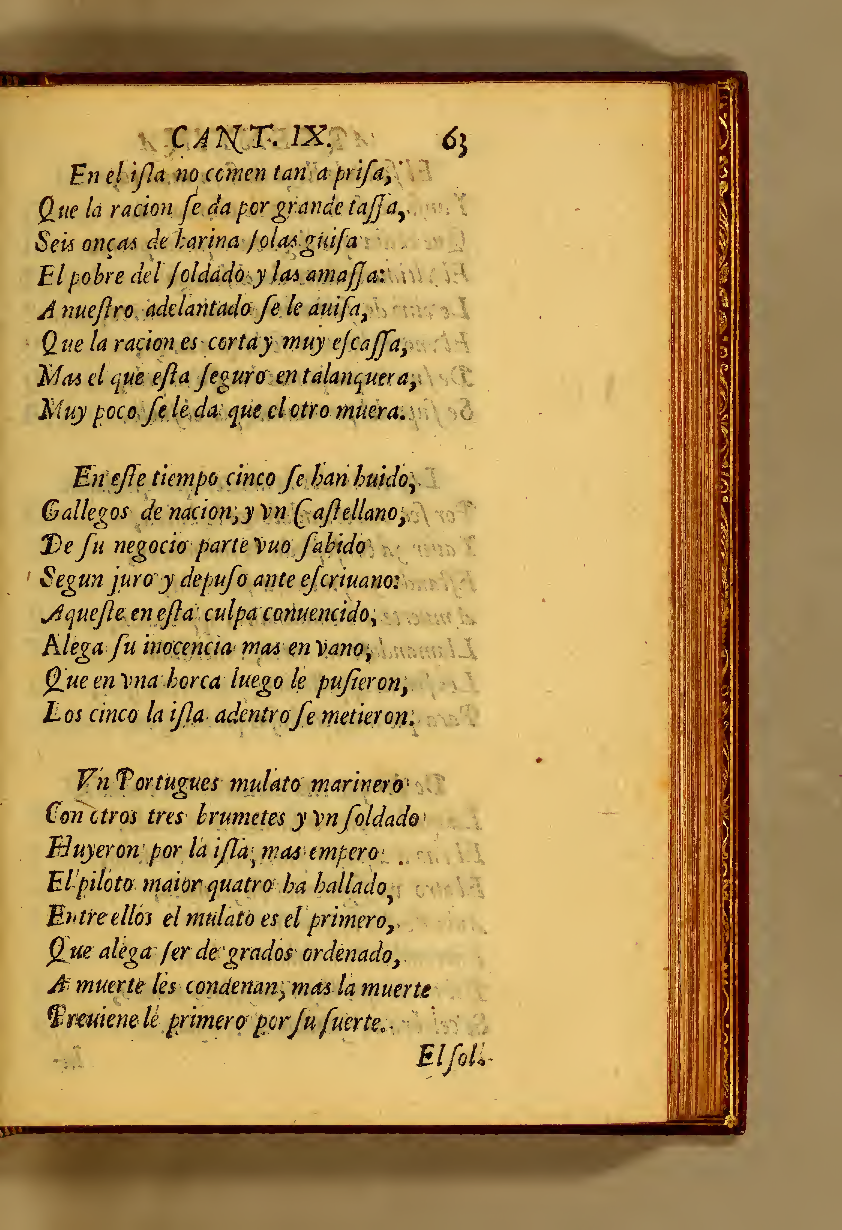 CANT. IX. 63
En el iſla no comen tan a priſa,
Que la racion ſe da por grande taſſa,
Seis onças de harina ſolas guiſa
El pobre del ſoldado y las amaſſa:
A nueſtro adelantado ſe le auiſa,
Que la racion es corta y muy eſcaſſa,
Mas el que eſta ſeguro en talanquera,
Muy poco ſe le da que el otro muera.
En eſte tiempo cinco ſe han huido,
Gallegos de nacion, y vn Caſtellano,
De ſu negocio parte vuo ſabido
Segun juro y depuſo ante eſcriuano:
Aqueſte en eſta culpa conuencido,
Alega ſu inocencia mas en vano,
Que en vna horca luego le puſieron,
Los cinco la iſla adentro ſe metieron.
Vn Portugues mulato marinero
Con otros tres brumetes y vn ſoldado
Huyeron por la iſla, mas empero
El piloto maior quatro ha hallado,
Entre ellos el mulato es el primero,
Que alega ſer de grados ordenado,
A muerte les condenan, mas la muerte
Preuiene le primero por ſu ſuerte.
El ſol-